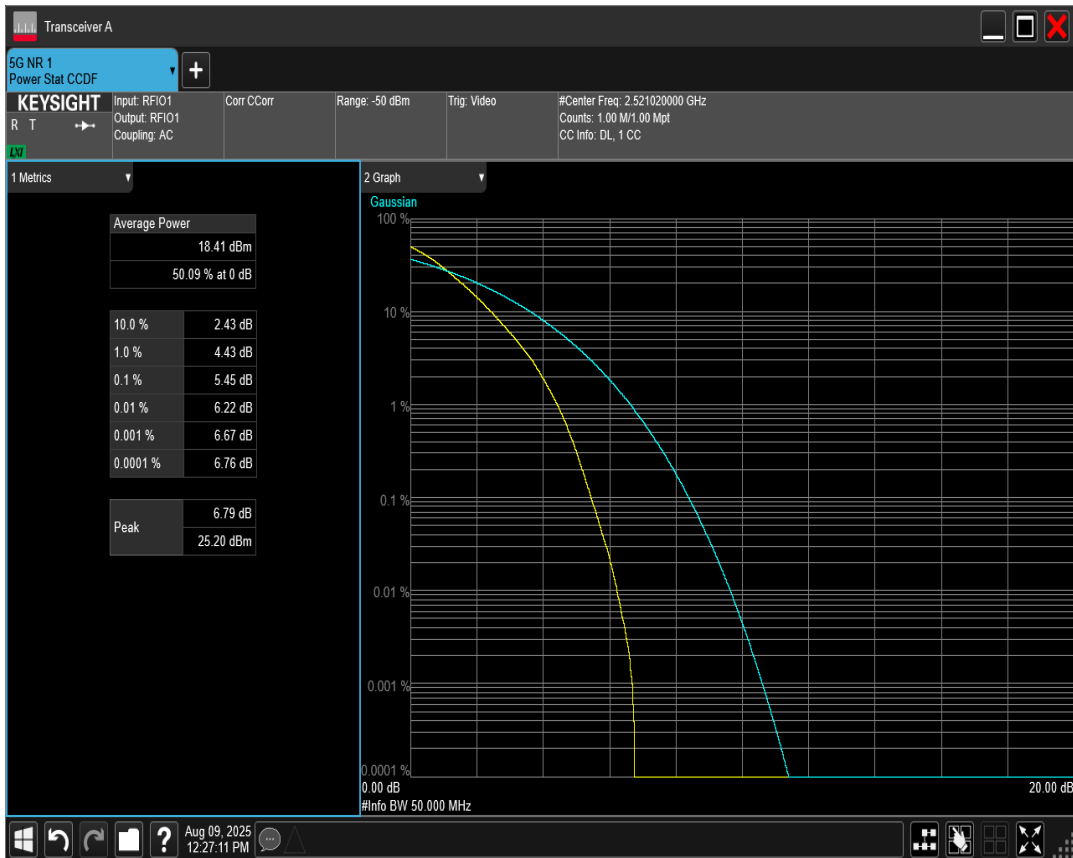 Transceiver A
5G NR 1
Power Stat CCDF
+
KEYSIGHT
R T
LXI
Input: RFIO1
Output: RFIO1
Coupling: AC
Corr CCorr
Range: -50 dBm
Trig: Video
#Center Freq: 2.521020000 GHz
Counts: 1.00 M/1.00 Mpt
CC Info: DL, 1 CC
1 Metrics
Average Power
18.41 dBm
50.09 % at 0 dB
10.0 % 2.43 dB
1.0 % 4.43 dB
0.1 % 5.45 dB
0.01 % 6.22 dB
0.001 % 6.67 dB
0.0001 % 6.76 dB
Peak 6.79 dB
25.20 dBm
2 Graph
Gaussian
100 %
10 %
1 %
0.1 %
0.01 %
0.001 %
0.0001 %
0.00 dB 20.00 dB
#Info BW 50.000 MHz
?
Aug 09, 2025
12:27:11 PM